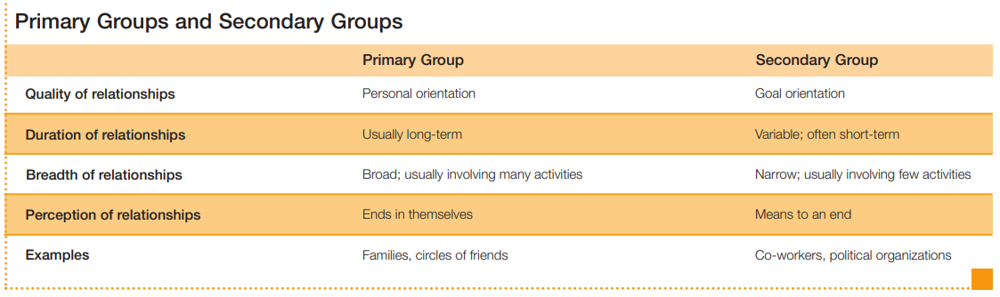 Primary Groups and Secondary Groups
Primary Group Secondary Group
Quality of relationships Personal orientation Goal orientation
Duration of relationships Usually long-term Variable; often short-term
Breadth of relationships Broad; usually involving many activities Narrow; usually involving few activities
Perception of relationships Ends in themselves Means to an end
Examples Families, circles of friends Co-workers, political organizations